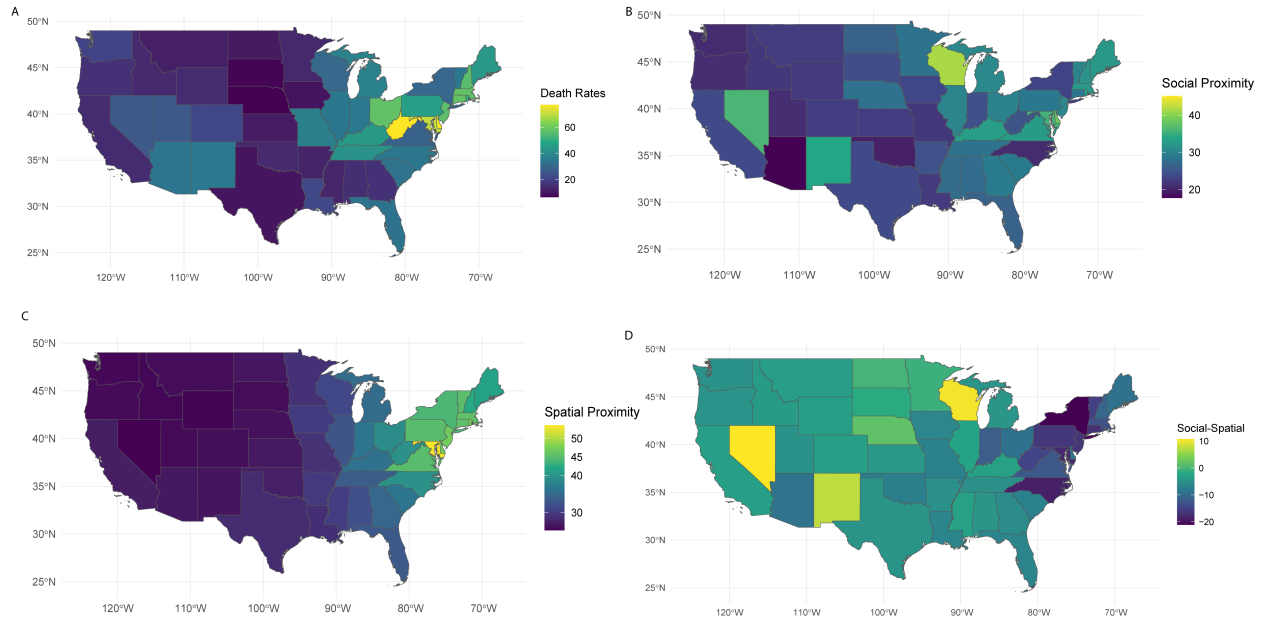 A
50°N
45°N
40°N
35°N
30°N
25°N
120°W 110°W 100°W 90°W 80°W 70°W
Death Rates
60
40
20
B
50°N
45°N
40°N
35°N
30°N
25°N
120°W 110°W 100°W 90°W 80°W 70°W
Social Proximity
40
30
20
C
50°N
45°N
40°N
35°N
30°N
25°N
120°W 110°W 100°W 90°W 80°W 70°W
Spatial Proximity
50
45
40
30
D
50°N
45°N
40°N
35°N
30°N
25°N
120°W 110°W 100°W 90°W 80°W 70°W
Social-Spatial
10
0
−10
−20